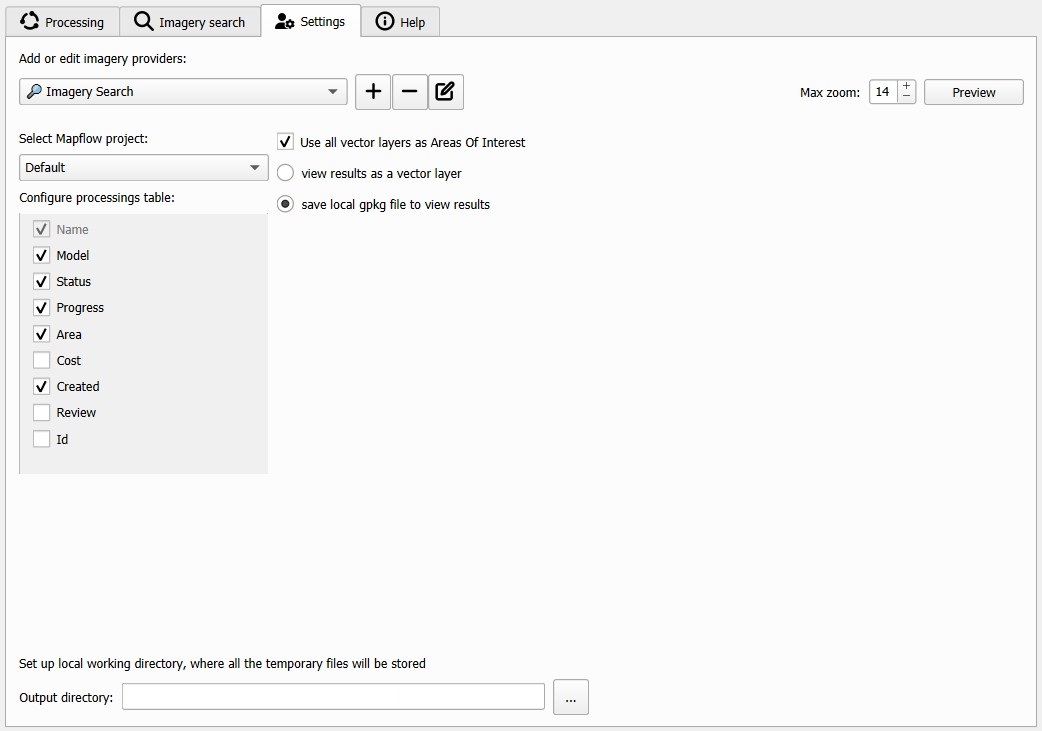 Processing Imagery search Settings Help
Add or edit imagery providers:
Imagery Search Max zoom: 14 Preview
Select Mapflow project:
Use all vector layers as Areas Of Interest
Default
view results as a vector layer
Configure processings table:
save local gpkg file to view results
Name
Model
Status
Progress
Area
Cost
Created
Review
Id
Set up local working directory, where all the temporary files will be stored
Output directory: ...